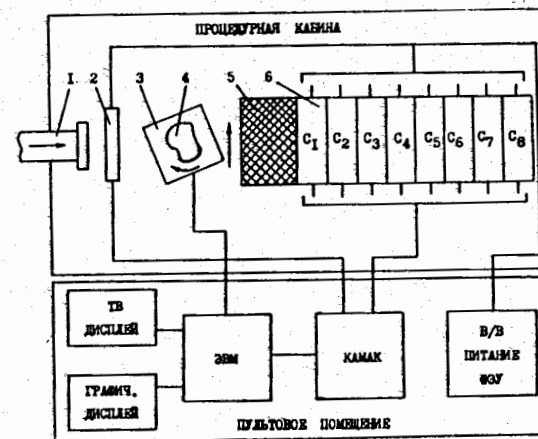 ПРОЦЕДУРНАЯ КАБИНА
1 2 3 4 5 6
C1 C2 C3 C4 C5 C6 C7 C8
ТВ
ДИСПЛЕЙ
ГРАФИЧ.
ДИСПЛЕЙ
ЭВМ
КАМАК
В/В
ПИТАНИЕ
ФЭУ
ПУЛЬТОВОЕ ПОМЕЩЕНИЕ